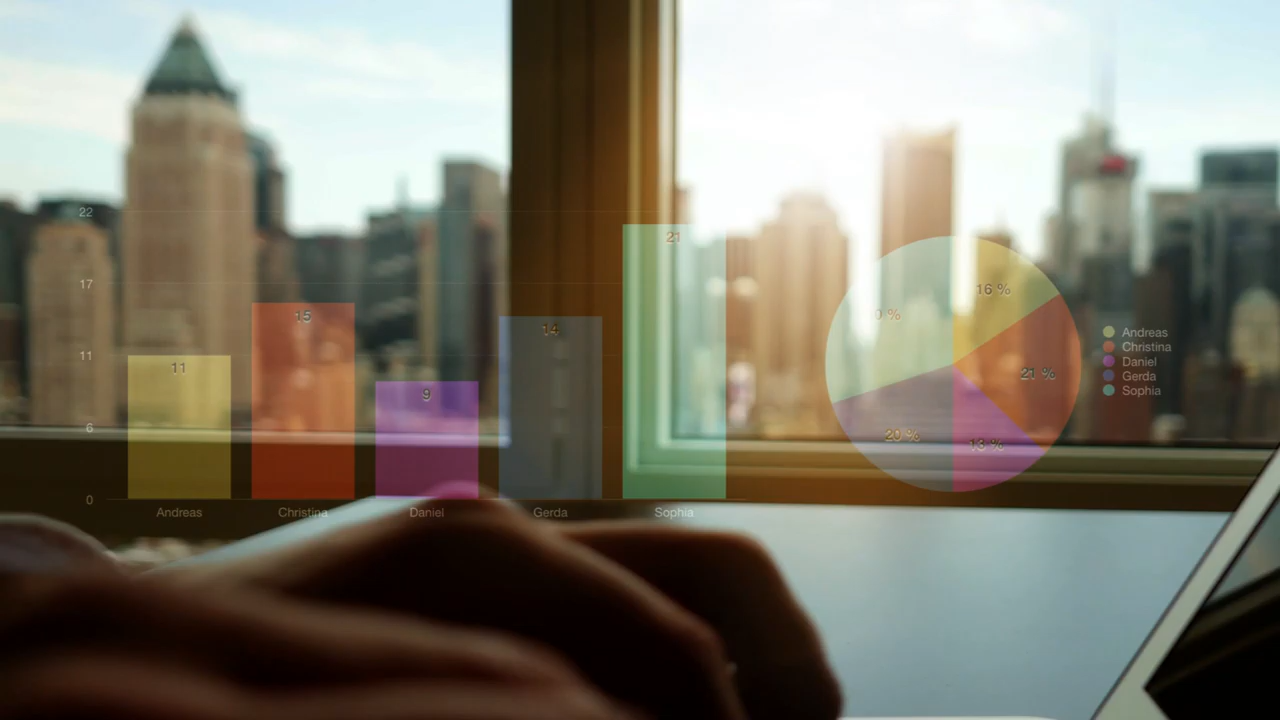 22
17
11
6
0
11
15
9
14
21
Andreas
Christina
Daniel
Gerda
Sophia
16 %
21 %
13 %
20 %
Andreas
Christina
Daniel
Gerda
Sophia